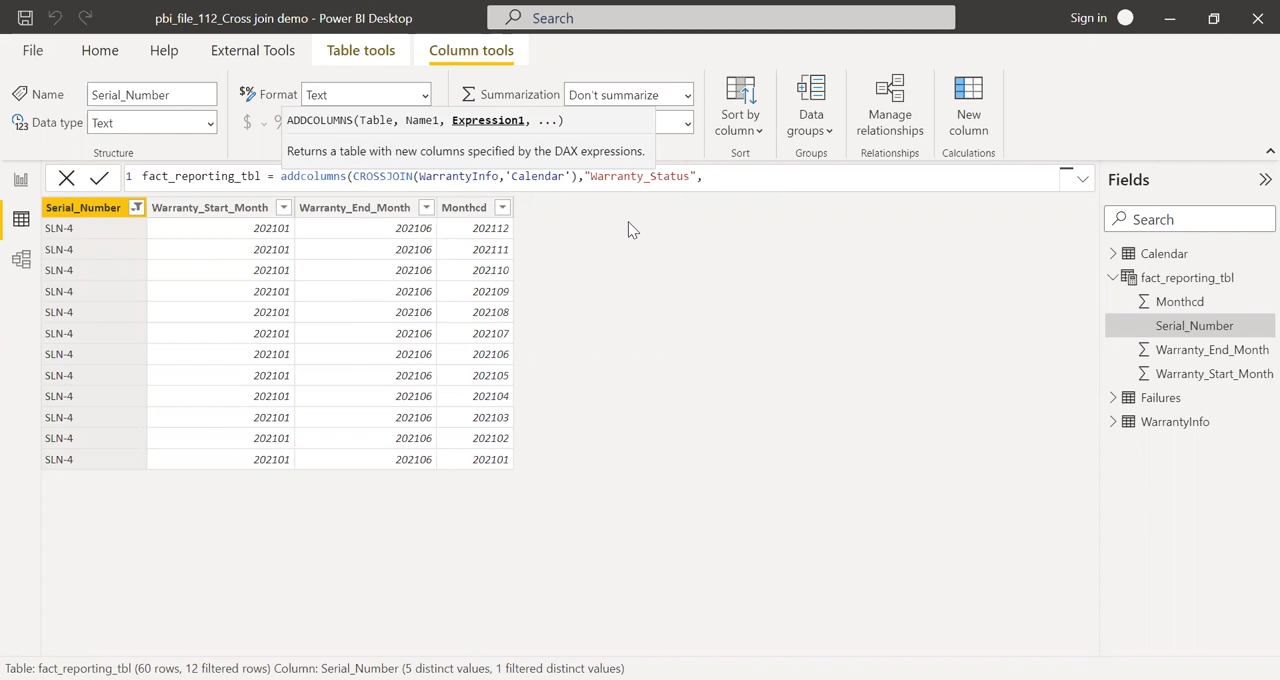 pbi_file_112_Cross join demo - Power BI Desktop
Search
Sign in
File
Home
Help
External Tools
Table tools
Column tools
Name
Serial_Number
Format
Text
Summarization
Don't summarize
Data type
Text
$
%
Sort by
column
Data
groups
Manage
relationships
New
column
Structure
Sort
Groups
Relationships
Calculations
ADDCOLUMNS(Table, Name1, Expression1, ...)
Returns a table with new columns specified by the DAX expressions.
1 fact_reporting_tbl = addcolumns(CROSSJOIN(WarrantyInfo,'Calendar'),"Warranty_Status",
Serial_Number Warranty_Start_Month Warranty_End_Month Monthcd
SLN-4 202101 202106 202112
SLN-4 202101 202106 202111
SLN-4 202101 202106 202110
SLN-4 202101 202106 202109
SLN-4 202101 202106 202108
SLN-4 202101 202106 202107
SLN-4 202101 202106 202106
SLN-4 202101 202106 202105
SLN-4 202101 202106 202104
SLN-4 202101 202106 202103
SLN-4 202101 202106 202102
SLN-4 202101 202106 202101
Fields
Search
Calendar
fact_reporting_tbl
Monthcd
Serial_Number
Warranty_End_Month
Warranty_Start_Month
Failures
WarrantyInfo
Table: fact_reporting_tbl (60 rows, 12 filtered rows) Column: Serial_Number (5 distinct values, 1 filtered distinct values)